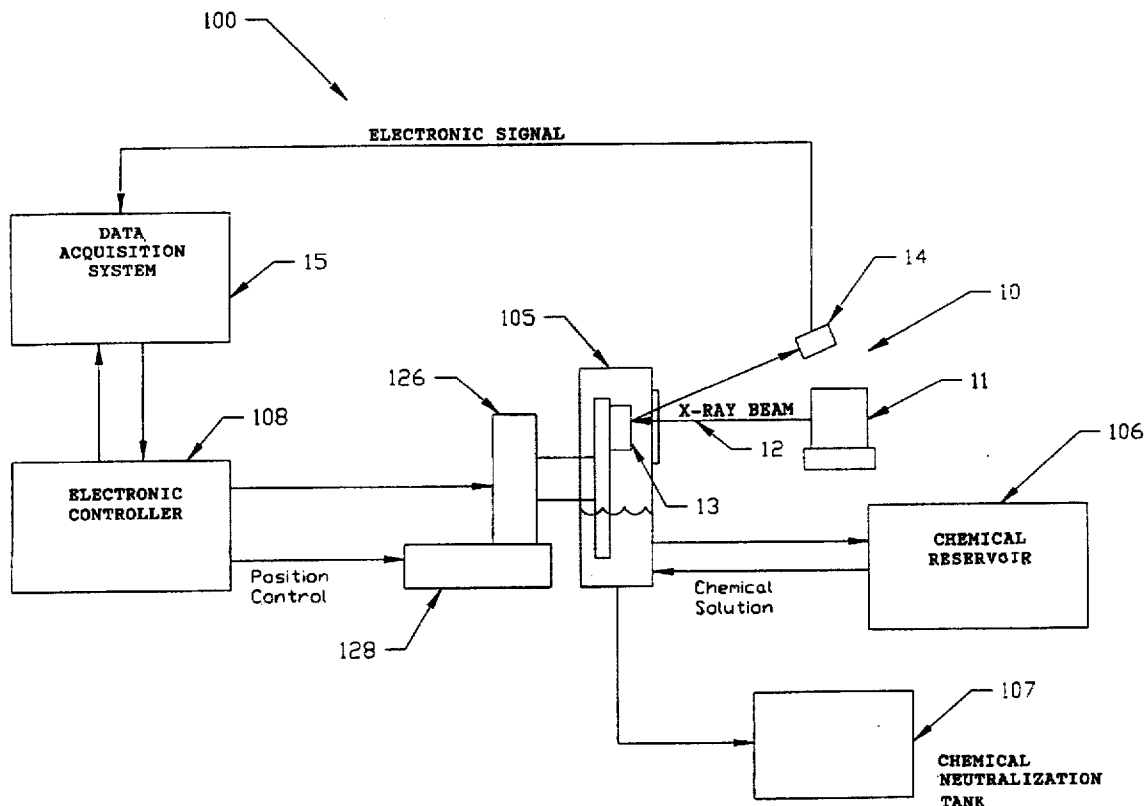 100
ELECTRONIC SIGNAL
DATA
ACQUISITION
SYSTEM
15
14
10
105
126
X-RAY BEAM
11
12
108
106
ELECTRONIC
CONTROLLER
13
CHEMICAL
RESERVOIR
Position
Control
Chemical
Solution
128
107
CHEMICAL
NEUTRALIZATION
TANK